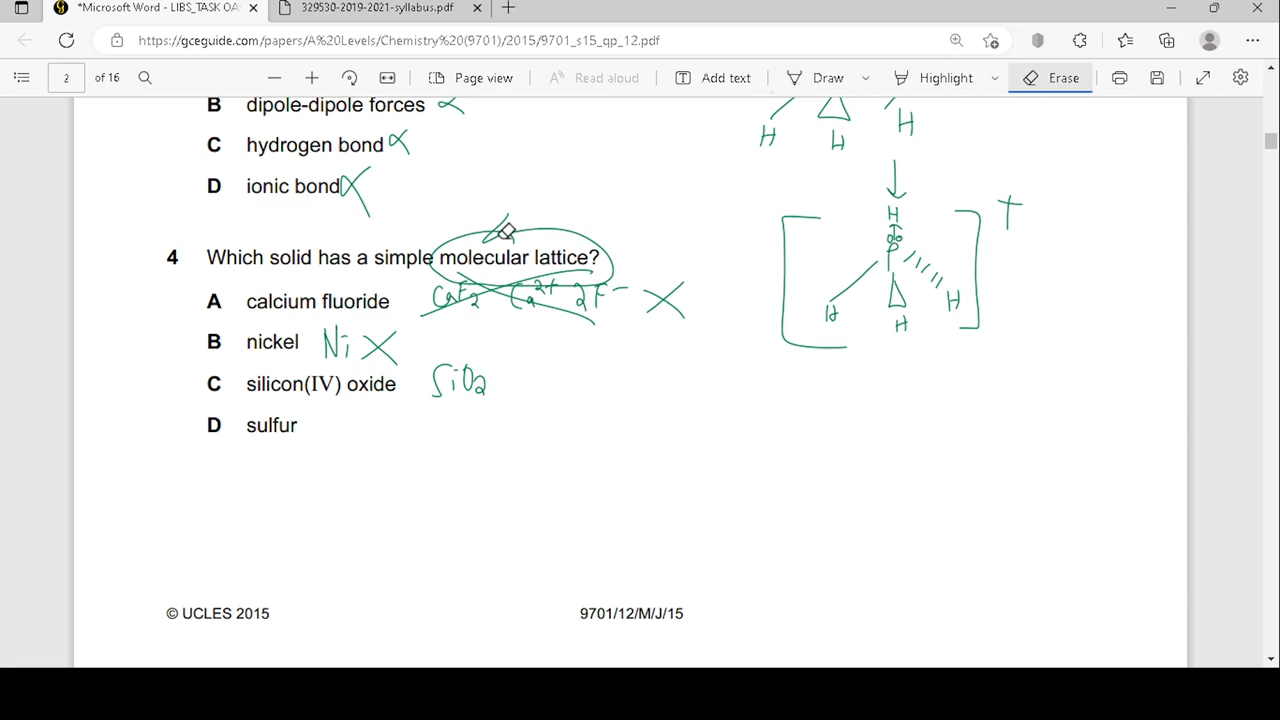 *Microsoft Word - LIBS_TASK OA
329530-2019-2021-syllabus.pdf
https://gceguide.com/papers/A%20Levels/Chemistry%20(9701)/2015/9701_s15_qp_12.pdf
2 of 16
Page view
Read aloud
Add text
Draw
Highlight
Erase
B dipole-dipole forces
C hydrogen bond
D ionic bond
H H H
H
P
H H H
+
4 Which solid has a simple molecular lattice?
A calcium fluoride CaF2 Ca2+ 2F- X
B nickel Ni X
C silicon(IV) oxide SiO2
D sulfur
© UCLES 2015
9701/12/M/J/15